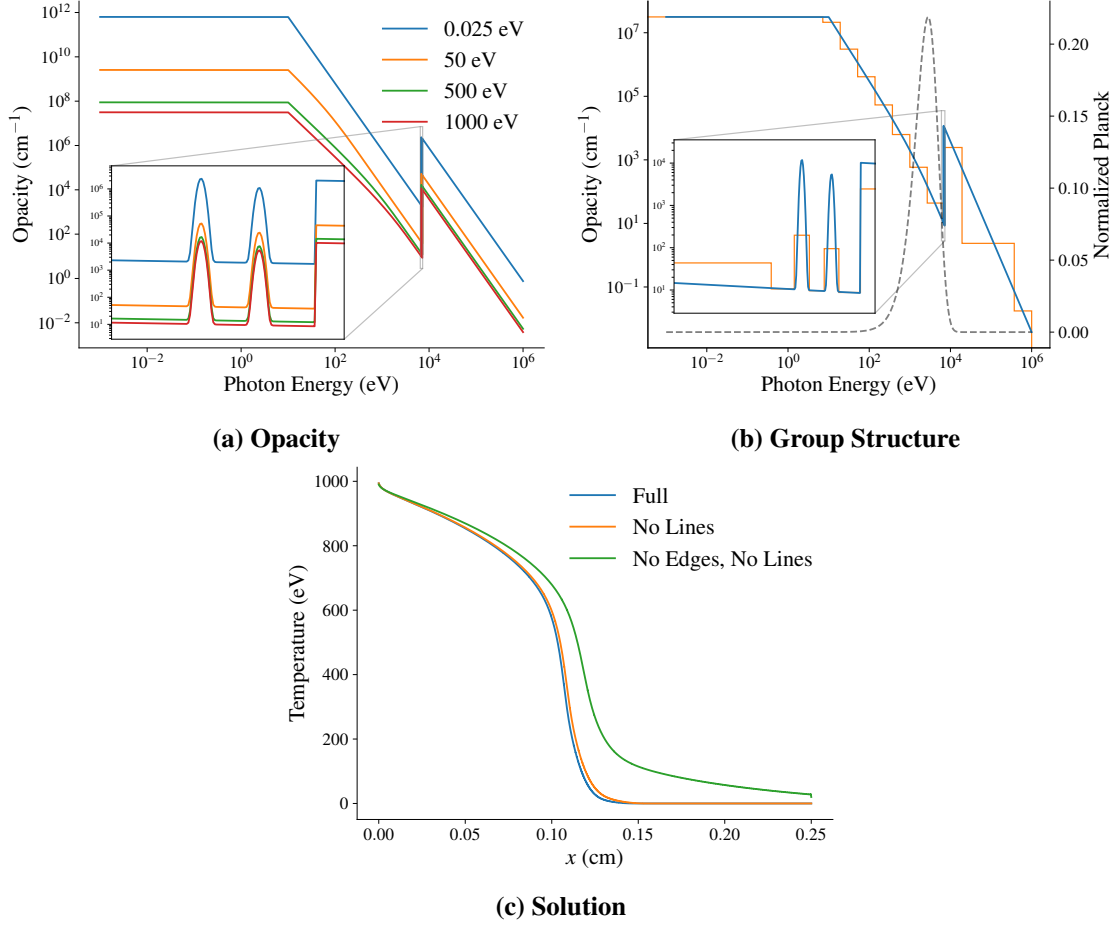 10^12
10^10
10^8
10^6
10^4
10^2
10^0
10^−2
Opacity (cm^−1)
0.025 eV
50 eV
500 eV
1000 eV
10^6
10^5
10^4
10^3
10^2
10^1
10^−2 10^0 10^2 10^4 10^6
Photon Energy (eV)
(a) Opacity
10^7
10^5
10^3
10^1
10^−1
Opacity (cm^−1)
10^4
10^3
10^2
10^1
0.20
0.15
0.10
0.05
0.00
Normalized Planck
10^−2 10^0 10^2 10^4 10^6
Photon Energy (eV)
(b) Group Structure
1000
800
600
400
200
0
Temperature (eV)
Full
No Lines
No Edges, No Lines
0.00 0.05 0.10 0.15 0.20 0.25
x (cm)
(c) Solution